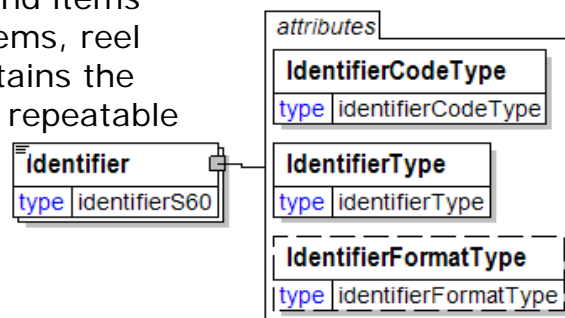 nd items
ems, reel
tains the
repeatable
attributes
IdentifierCodeType
type identifierCodeType
Identifier
type identifierS60
IdentifierType
type identifierType
IdentifierFormatType
type identifierFormatType